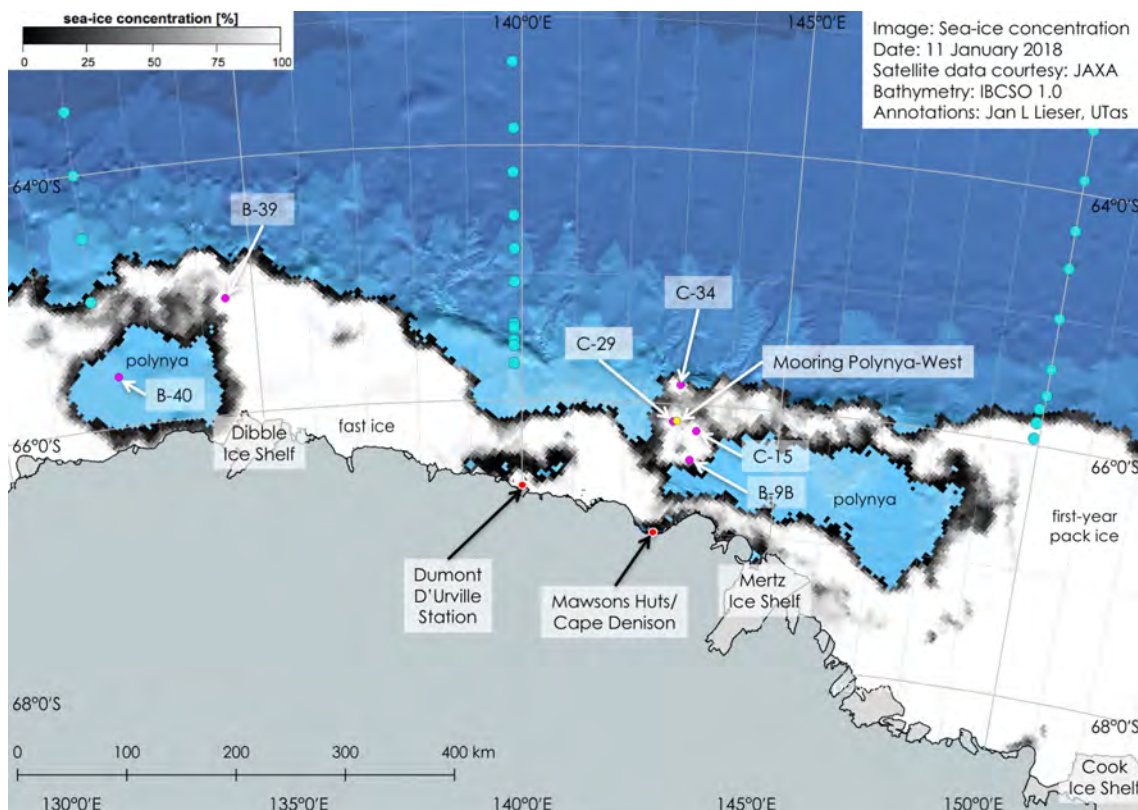 sea-ice concentration [%]
0 25 50 75 100
140°0'E
145°0'E
Image: Sea-ice concentration
Date: 11 January 2018
Satellite data courtesy: JAXA
Bathymetry: IBCSO 1.0
Annotations: Jan L Lieser, UTas
64°0'S
64°0'S
B-39
C-34
C-29
Mooring Polynya-West
polynya
B-40
Dibble
Ice Shelf
fast ice
66°0'S
66°0'S
C-15
B-9B
polynya
first-year
pack ice
Dumont
D'Urville
Station
Mawsons Huts/
Cape Denison
Mertz
Ice Shelf
68°0'S
68°0'S
0 100 200 300 400 km
Cook
Ice Shelf
130°0'E
135°0'E
140°0'E
145°0'E
150°0'E